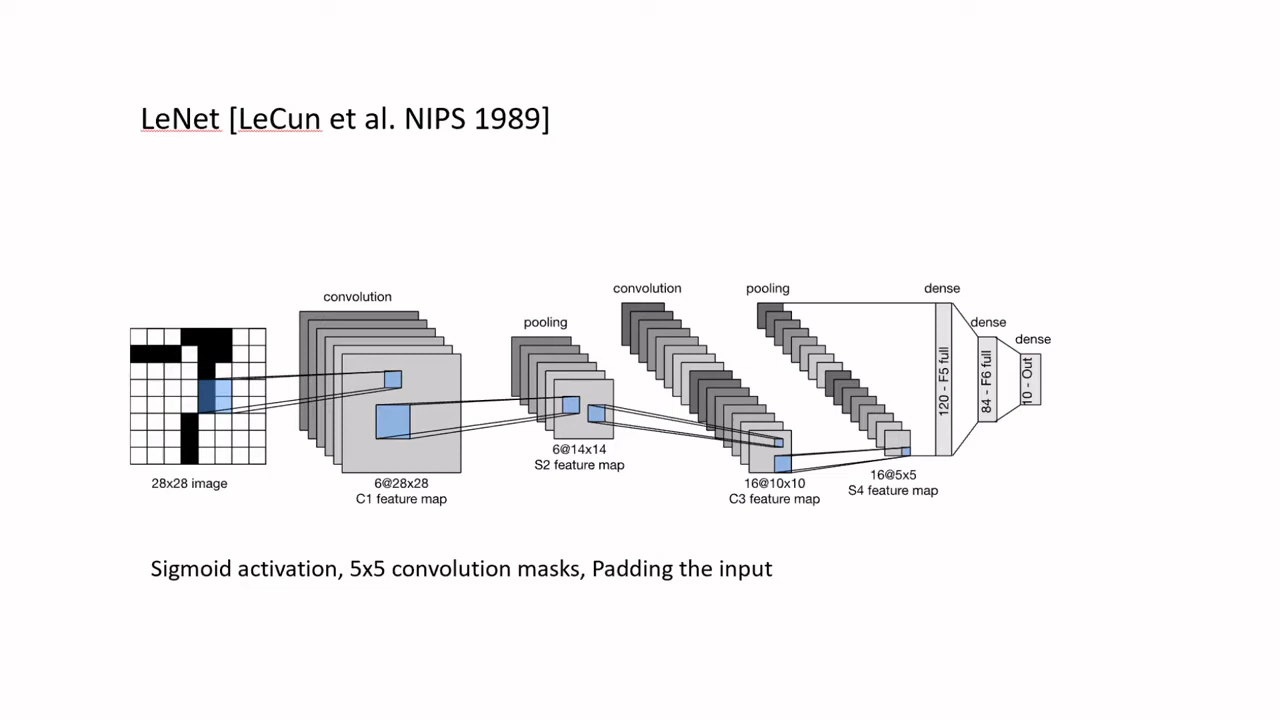 LeNet [LeCun et al. NIPS 1989]
convolution
pooling
convolution
pooling
dense
dense
dense
28x28 image
6@28x28
C1 feature map
6@14x14
S2 feature map
16@10x10
C3 feature map
16@5x5
S4 feature map
120 - F5 full
84 - F6 full
10 - Out
Sigmoid activation, 5x5 convolution masks, Padding the input